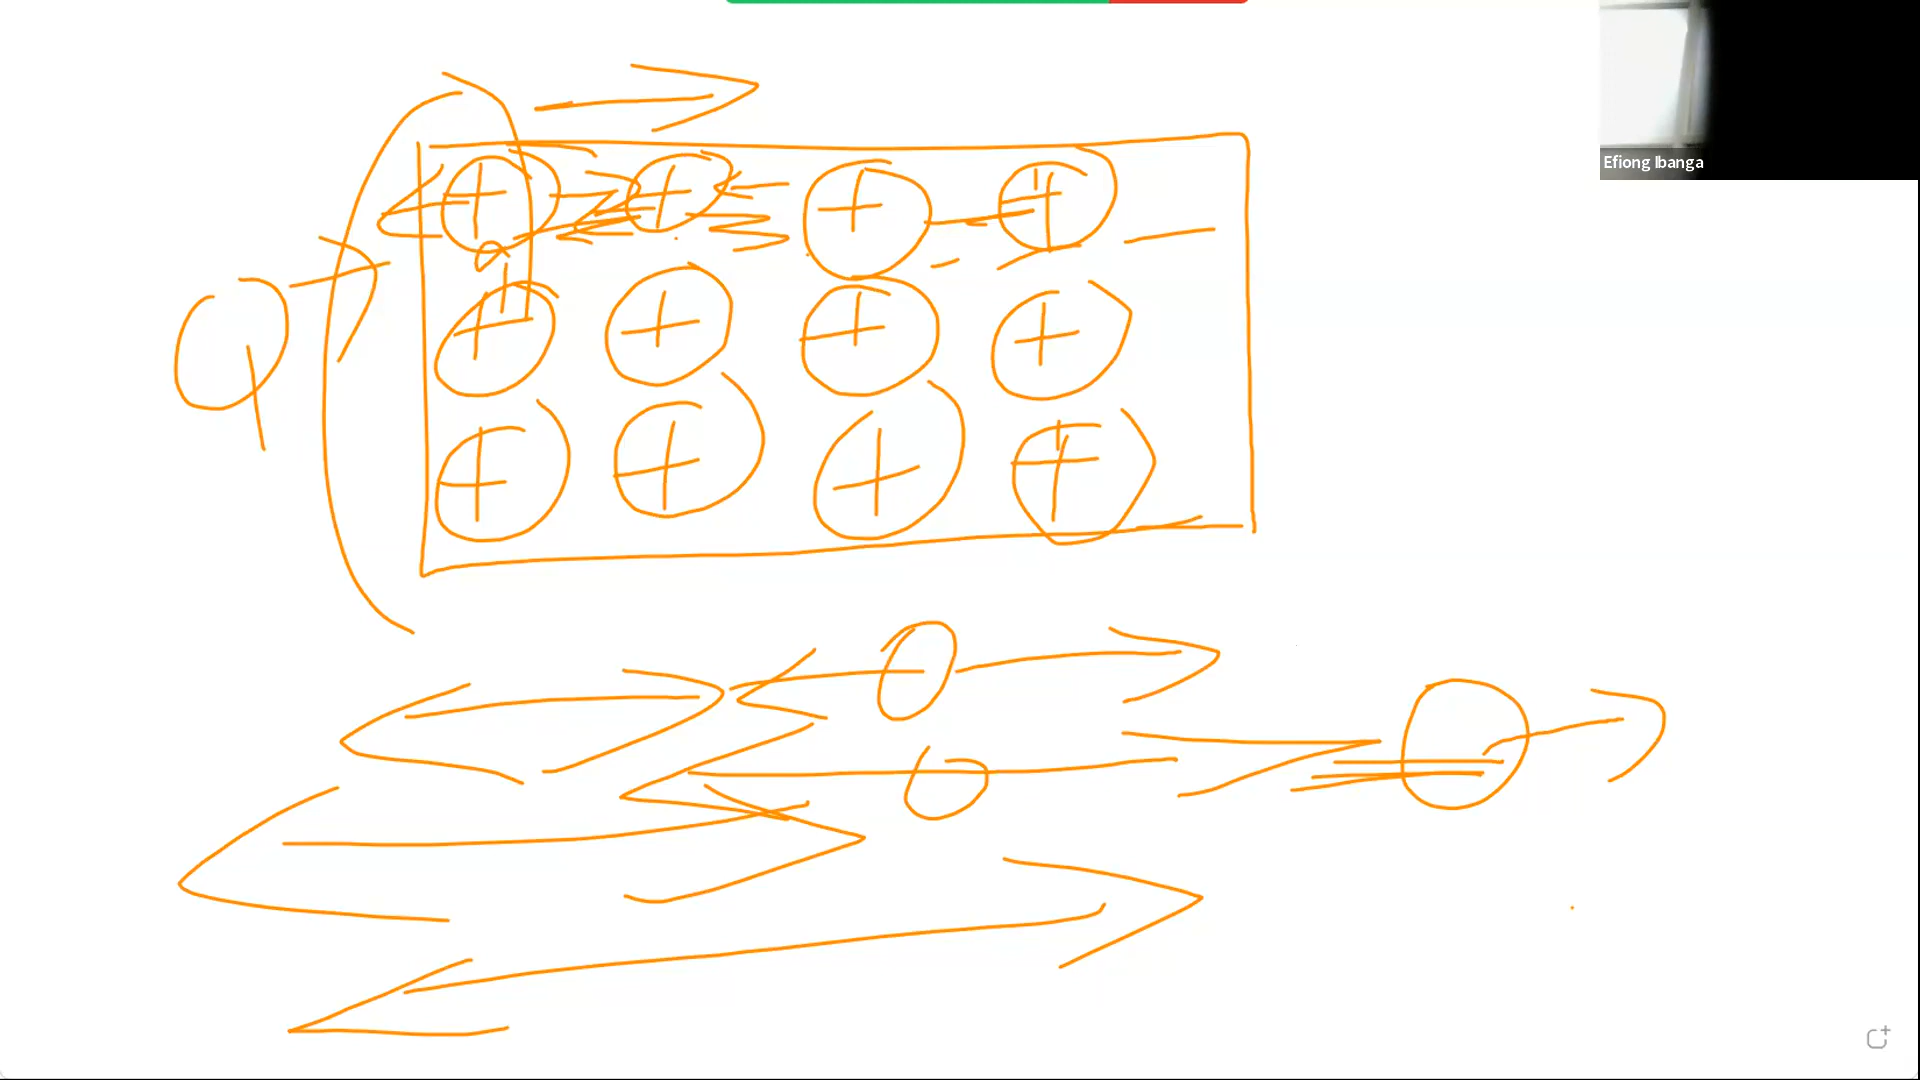 Efiong Ibanga
+ + + +
Q
+ + + +
+ + + +